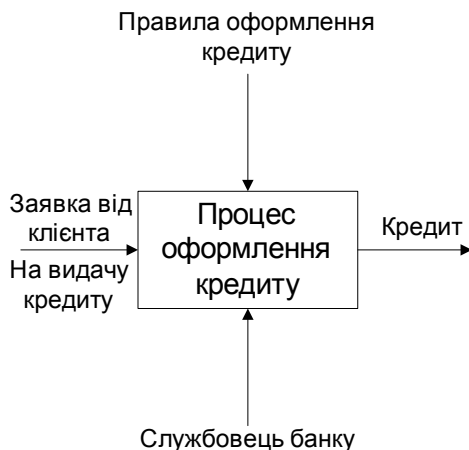 Правила оформлення
кредиту
Заявка від
клієнта
На видачу
кредиту
Процес
оформлення
кредиту
Кредит
Службовець банку